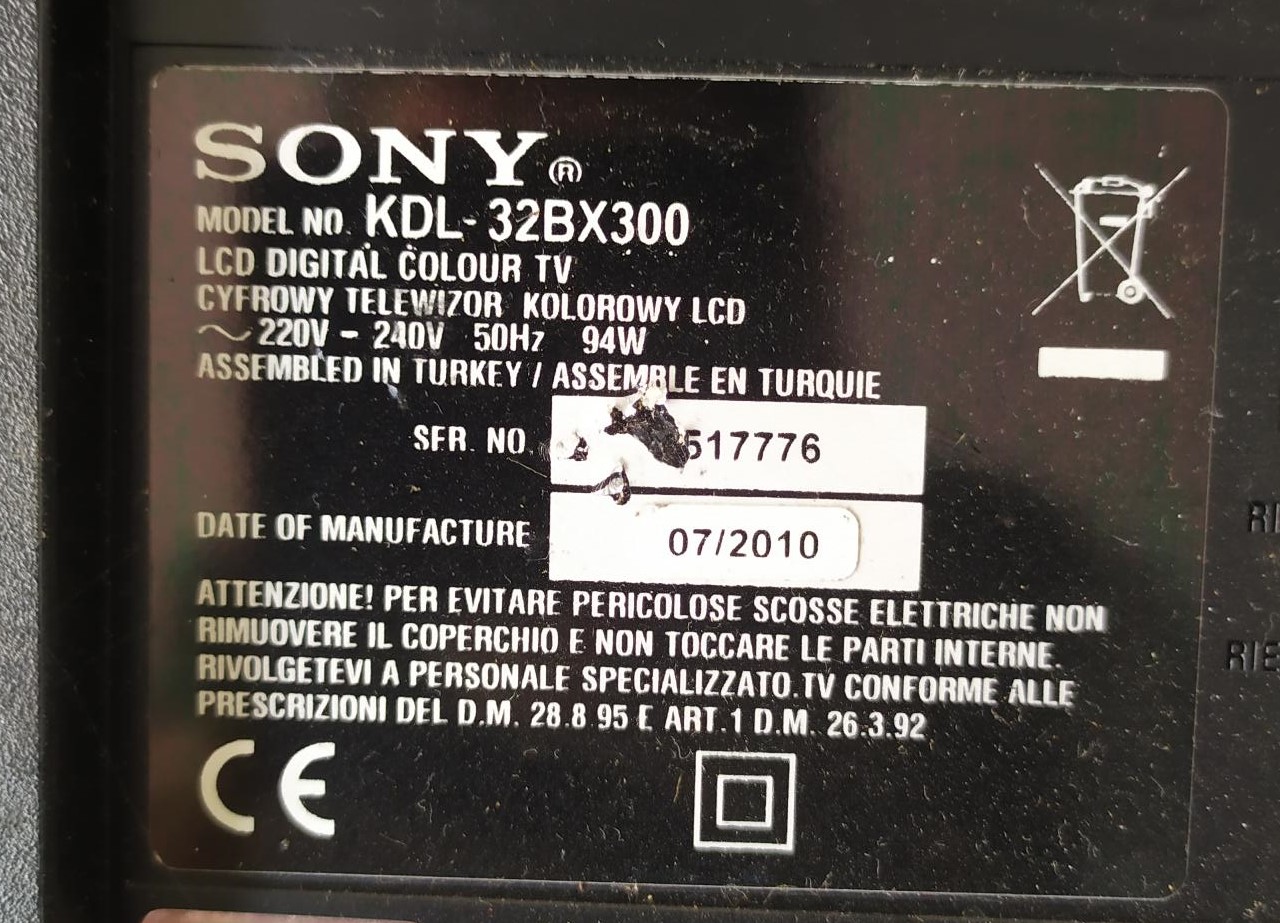 SONY®
MODEL NO. KDL-32BX300
LCD DIGITAL COLOUR TV
CYFROWY TELEWIZOR KOLOROWY LCD
~ 220V - 240V 50Hz 94W
ASSEMBLED IN TURKEY / ASSEMBLE EN TURQUIE
SER. NO. 517776
DATE OF MANUFACTURE 07/2010
ATTENZIONE! PER EVITARE PERICOLOSE SCOSSE ELETTRICHE NON
RIMUOVERE IL COPERCHIO E NON TOCCARE LE PARTI INTERNE.
RIVOLGETEVI A PERSONALE SPECIALIZZATO.TV CONFORME ALLE
PRESCRIZIONI DEL D.M. 28.8.95 E ART.1 D.M. 26.3.92
CE